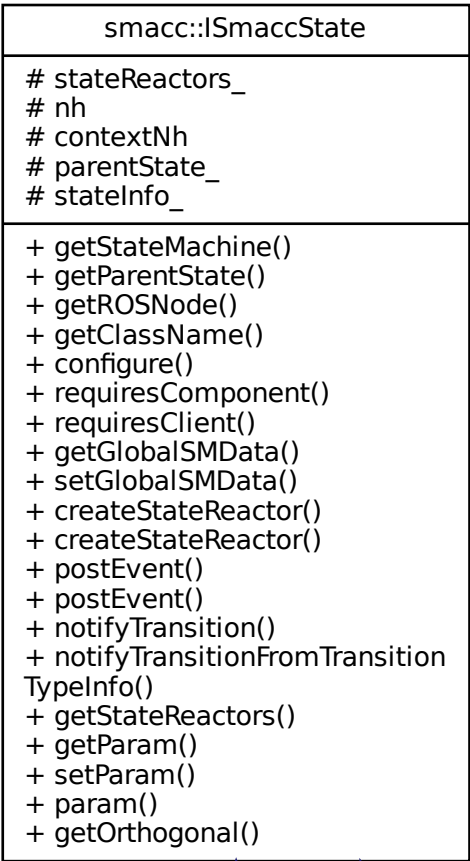 smacc::ISmaccState
# stateReactors_
# nh
# contextNh
# parentState_
# stateInfo_
+ getStateMachine()
+ getParentState()
+ getROSNode()
+ getClassName()
+ configure()
+ requiresComponent()
+ requiresClient()
+ getGlobalSMData()
+ setGlobalSMData()
+ createStateReactor()
+ createStateReactor()
+ postEvent()
+ postEvent()
+ notifyTransition()
+ notifyTransitionFromTransition
TypeInfo()
+ getStateReactors()
+ getParam()
+ setParam()
+ param()
+ getOrthogonal()